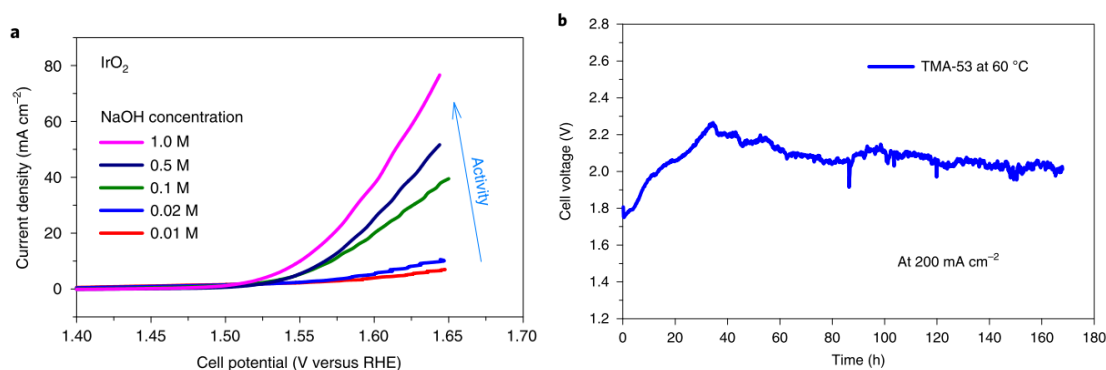 a
IrO₂
NaOH concentration
1.0 M
0.5 M
0.1 M
0.02 M
0.01 M
Activity
Current density (mA cm⁻²)
80
60
40
20
0
1.40
1.45
1.50
1.55
1.60
1.65
1.70
Cell potential (V versus RHE)
b
TMA-53 at 60 °C
At 200 mA cm⁻²
Cell voltage (V)
2.8
2.6
2.4
2.2
2.0
1.8
1.6
1.4
1.2
0
20
40
60
80
100
120
140
160
180
Time (h)